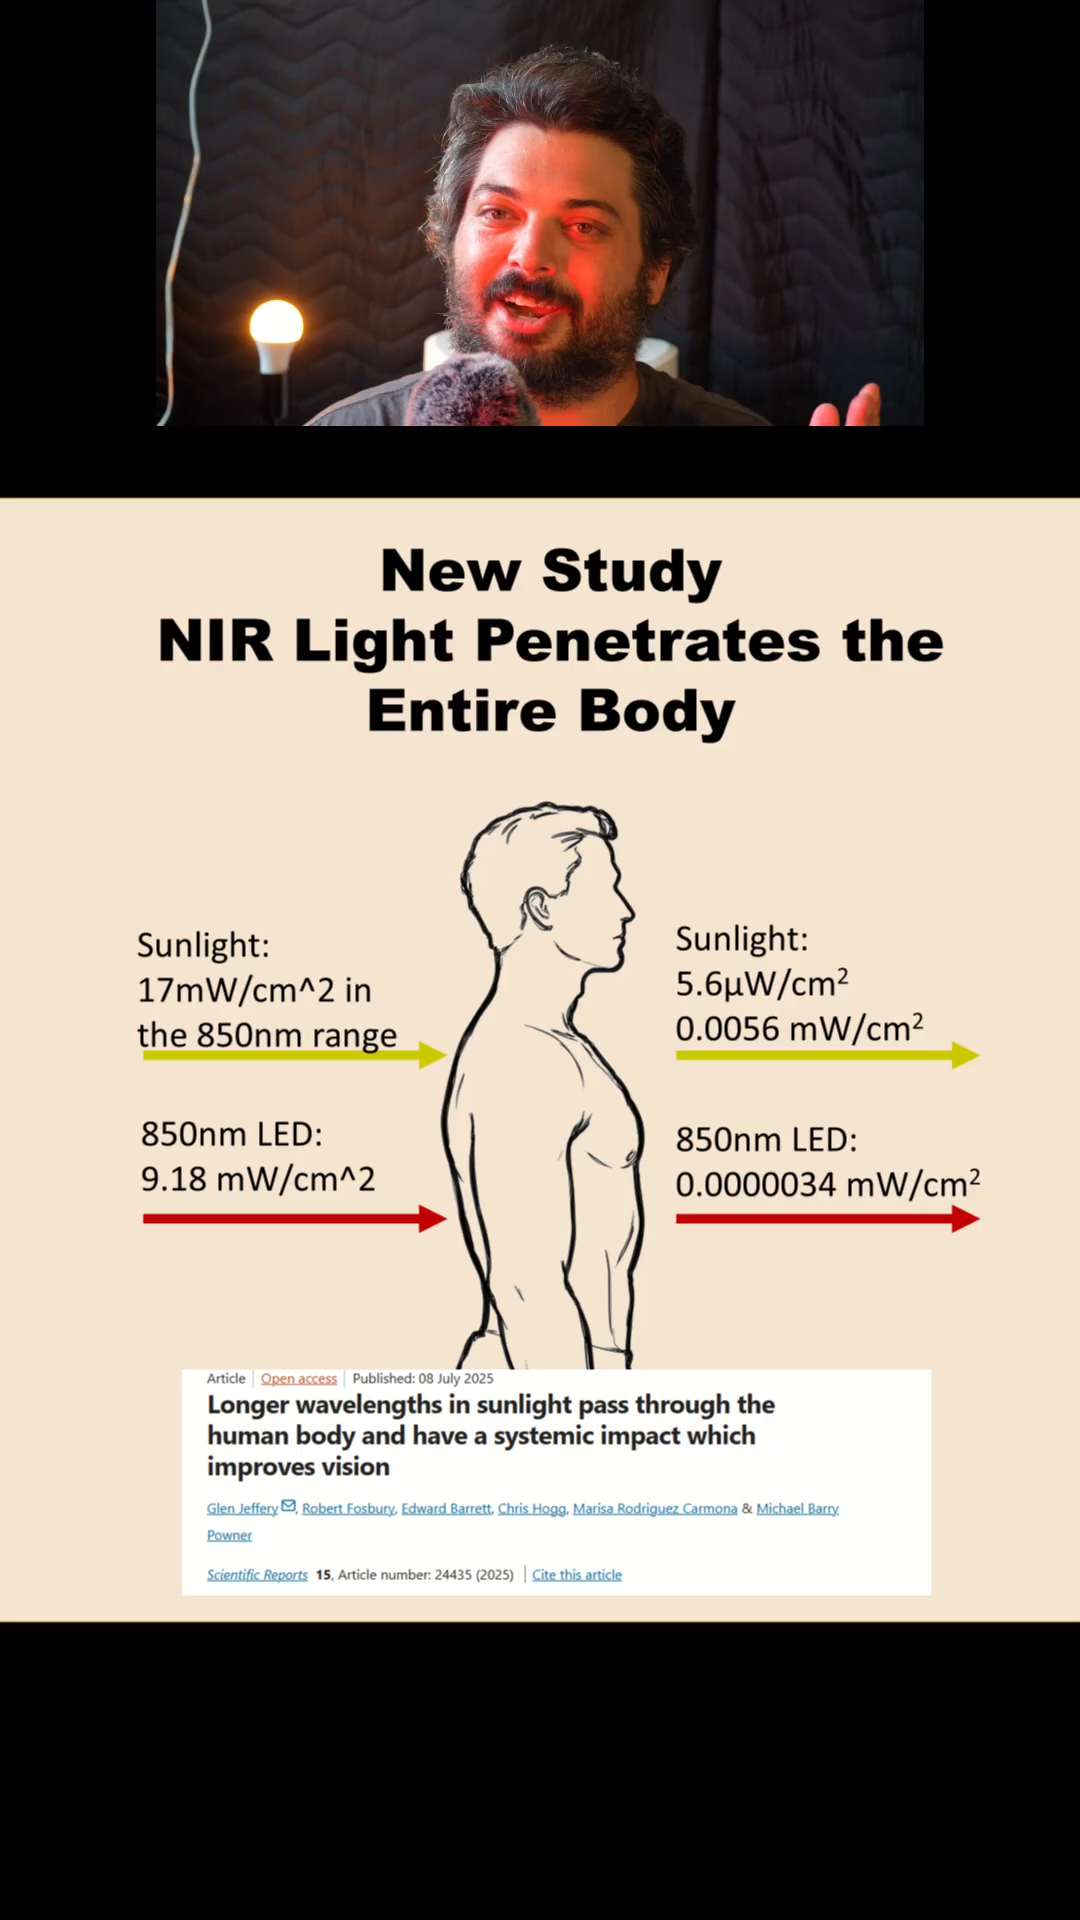 New Study
NIR Light Penetrates the
Entire Body
Sunlight:
17mW/cm^2 in
the 850nm range
Sunlight:
5.6µW/cm²
0.0056 mW/cm²
850nm LED:
9.18 mW/cm^2
850nm LED:
0.0000034 mW/cm²
Article | Open access | Published: 08 July 2025
Longer wavelengths in sunlight pass through the
human body and have a systemic impact which
improves vision
Glen Jeffery, Robert Fosbury, Edward Barrett, Chris Hogg, Marisa Rodriguez Carmona & Michael Barry
Powner
Scientific Reports 15, Article number: 24435 (2025) | Cite this article